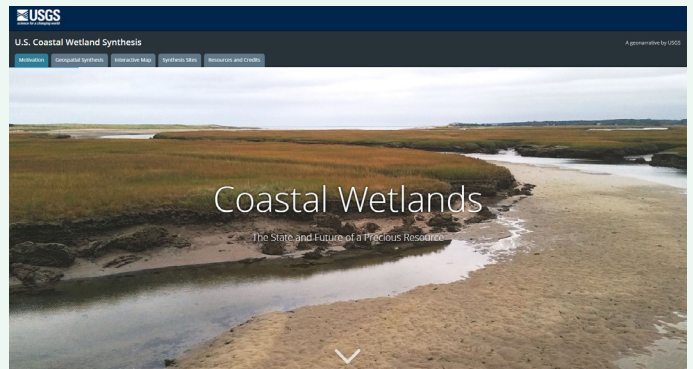 USGS
science for a changing world
U.S. Coastal Wetland Synthesis
A geonarrative by USGS
Motivation
Geospatial Synthesis
Interactive Map
Synthesis Sites
Resources and Credits
Coastal Wetlands
The State and Future of a Precious Resource